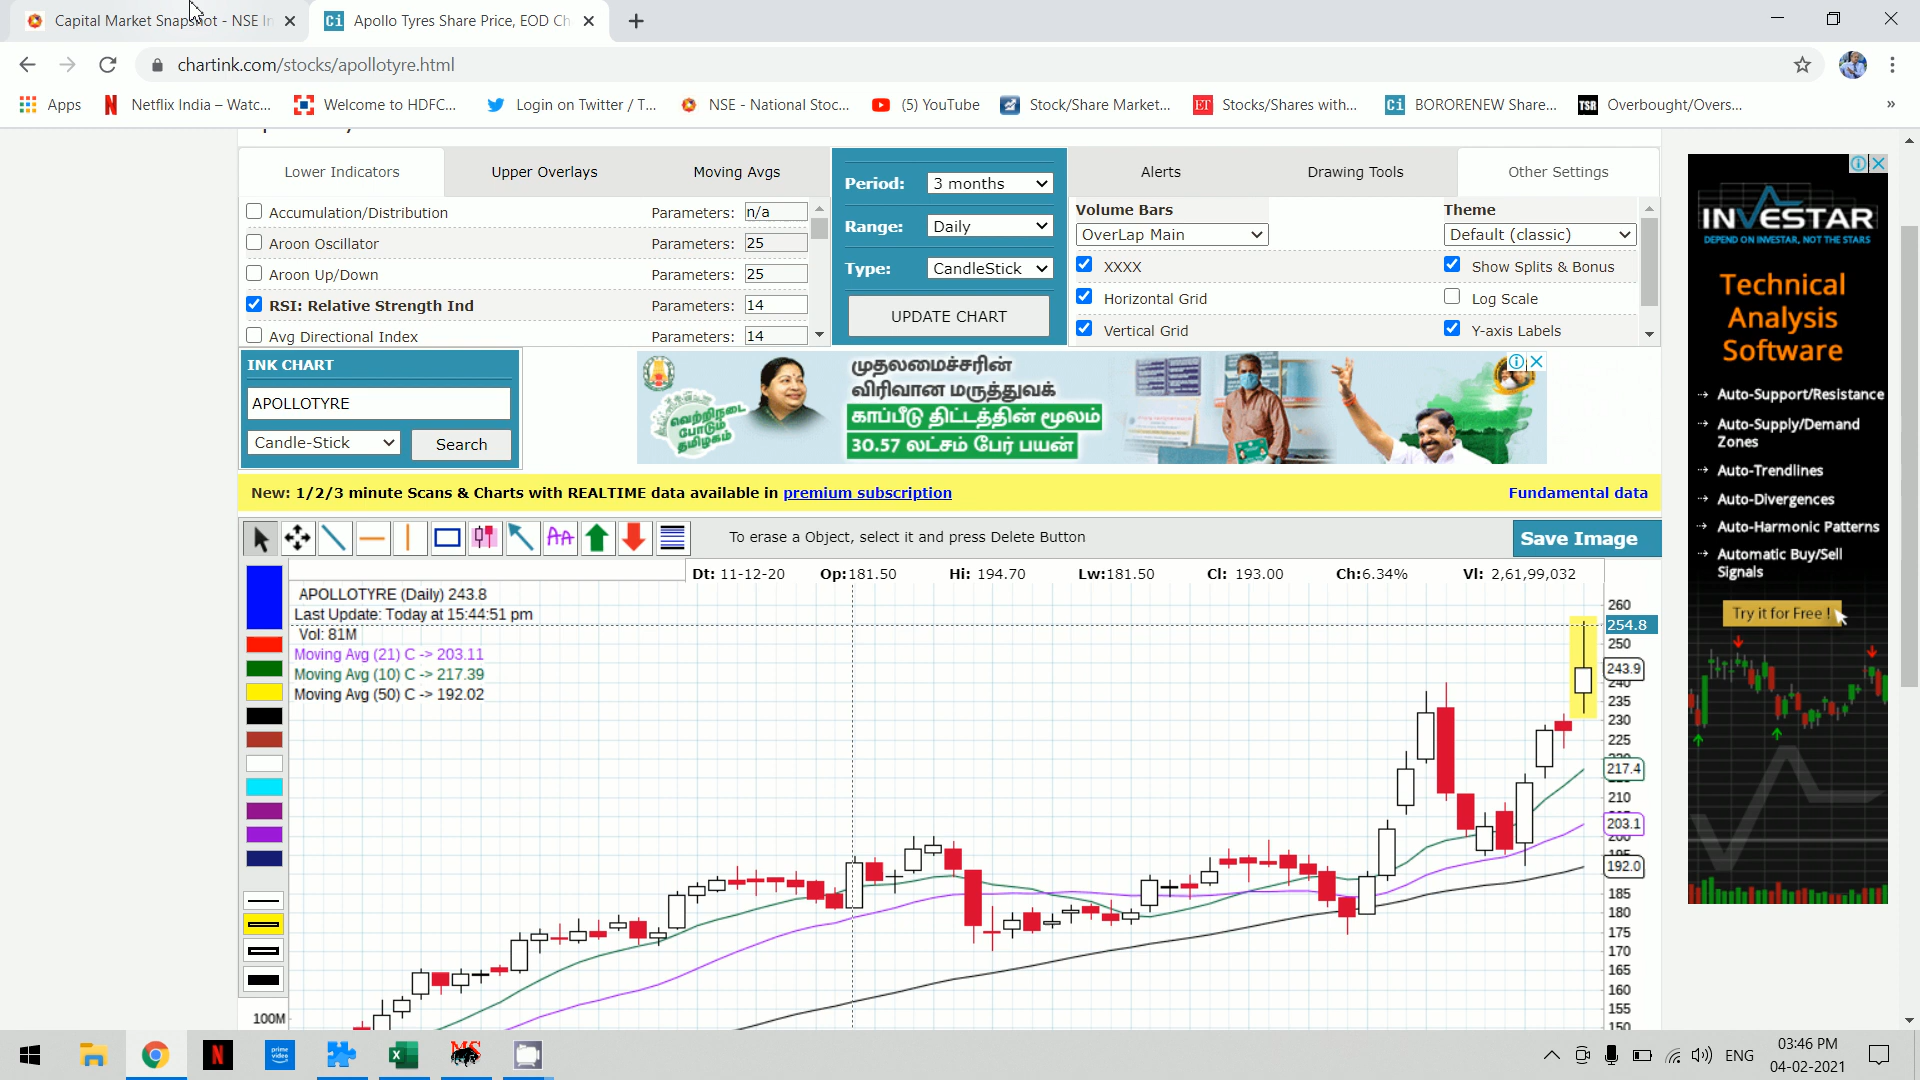 Capital Market Snapshot - NSE In
Apollo Tyres Share Price, EOD Ch
chartink.com/stocks/apollotyre.html
Apps
Netflix India – Watc...
Welcome to HDFC...
Login on Twitter / T...
NSE - National Stoc...
(5) YouTube
Stock/Share Market...
ET
Stocks/Shares with...
Ci
BORORENEW Share...
TSR
Overbought/Overs...
Lower Indicators
Upper Overlays
Moving Avgs
Accumulation/Distribution Parameters: n/a
Aroon Oscillator Parameters: 25
Aroon Up/Down Parameters: 25
RSI: Relative Strength Ind Parameters: 14
Avg Directional Index Parameters: 14
Period: 3 months
Range: Daily
Type: CandleStick
UPDATE CHART
Alerts
Drawing Tools
Other Settings
Volume Bars
OverLap Main
Theme
Default (classic)
XXXX
Show Splits & Bonus
Horizontal Grid
Log Scale
Vertical Grid
Y-axis Labels
INK CHART
APOLLOTYRE
Candle-Stick
Search
வெற்றிநடை
போடும்
தமிழகம்
முதலமைச்சரின்
விரிவான மருத்துவக்
காப்பீடு திட்டத்தின் மூலம்
30.57 லட்சம் பேர் பயன்
New: 1/2/3 minute Scans & Charts with REALTIME data available in premium subscription
Fundamental data
To erase a Object, select it and press Delete Button
Save Image
Dt: 11-12-20 Op:181.50 Hi: 194.70 Lw:181.50 Cl: 193.00 Ch:6.34% Vl: 2,61,99,032
APOLLOTYRE (Daily) 243.8
Last Update: Today at 15:44:51 pm
Vol: 81M
Moving Avg (21) C -> 203.11
Moving Avg (10) C -> 217.39
Moving Avg (50) C -> 192.02
260
254.8
250
243.9
240
235
230
225
217.4
210
203.1
200
195
192.0
185
180
175
170
165
160
155
150
100M
INVESTAR
DEPEND ON INVESTAR, NOT THE STARS
Technical
Analysis
Software
Auto-Support/Resistance
Auto-Supply/Demand
Zones
Auto-Trendlines
Auto-Divergences
Auto-Harmonic Patterns
Automatic Buy/Sell
Signals
Try it for Free !
N
prime
video
MS
ENG
03:46 PM
04-02-2021